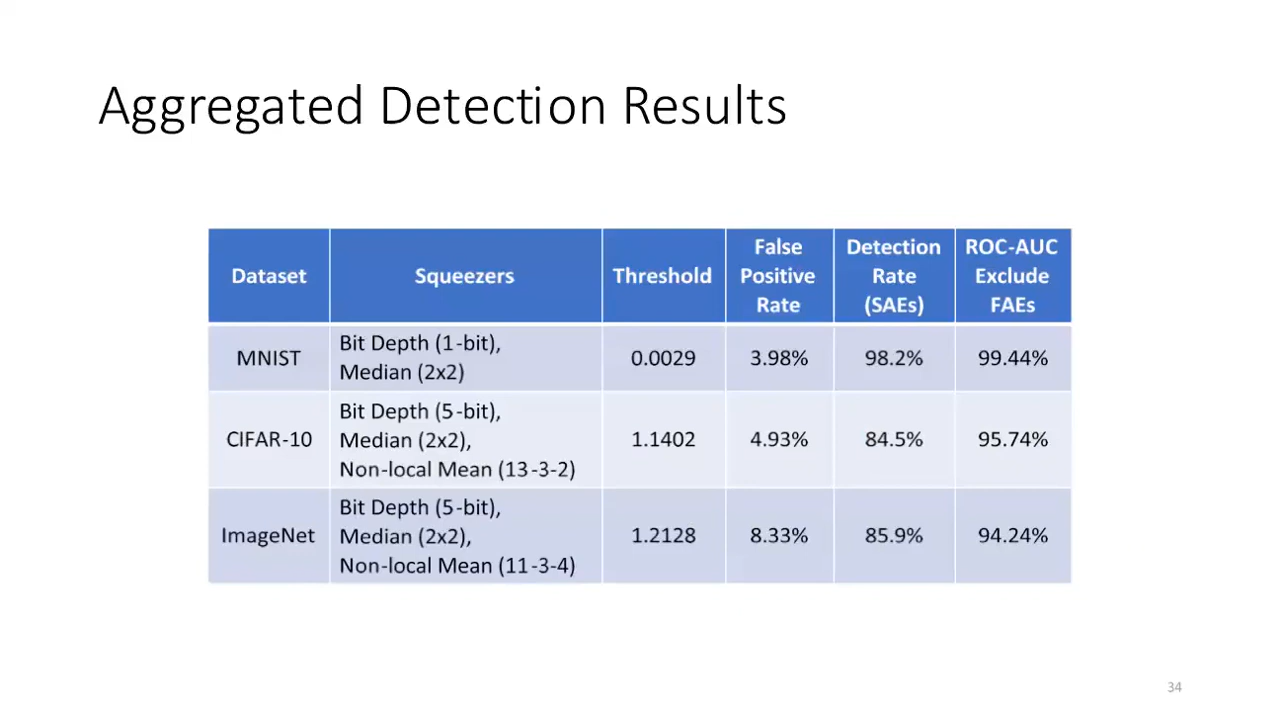 Aggregated Detection Results
Dataset
Squeezers
Threshold
False
Positive
Rate
Detection
Rate
(SAEs)
ROC-AUC
Exclude
FAEs
MNIST
Bit Depth (1-bit),
Median (2x2)
0.0029
3.98%
98.2%
99.44%
CIFAR-10
Bit Depth (5-bit),
Median (2x2),
Non-local Mean (13-3-2)
1.1402
4.93%
84.5%
95.74%
ImageNet
Bit Depth (5-bit),
Median (2x2),
Non-local Mean (11-3-4)
1.2128
8.33%
85.9%
94.24%
34